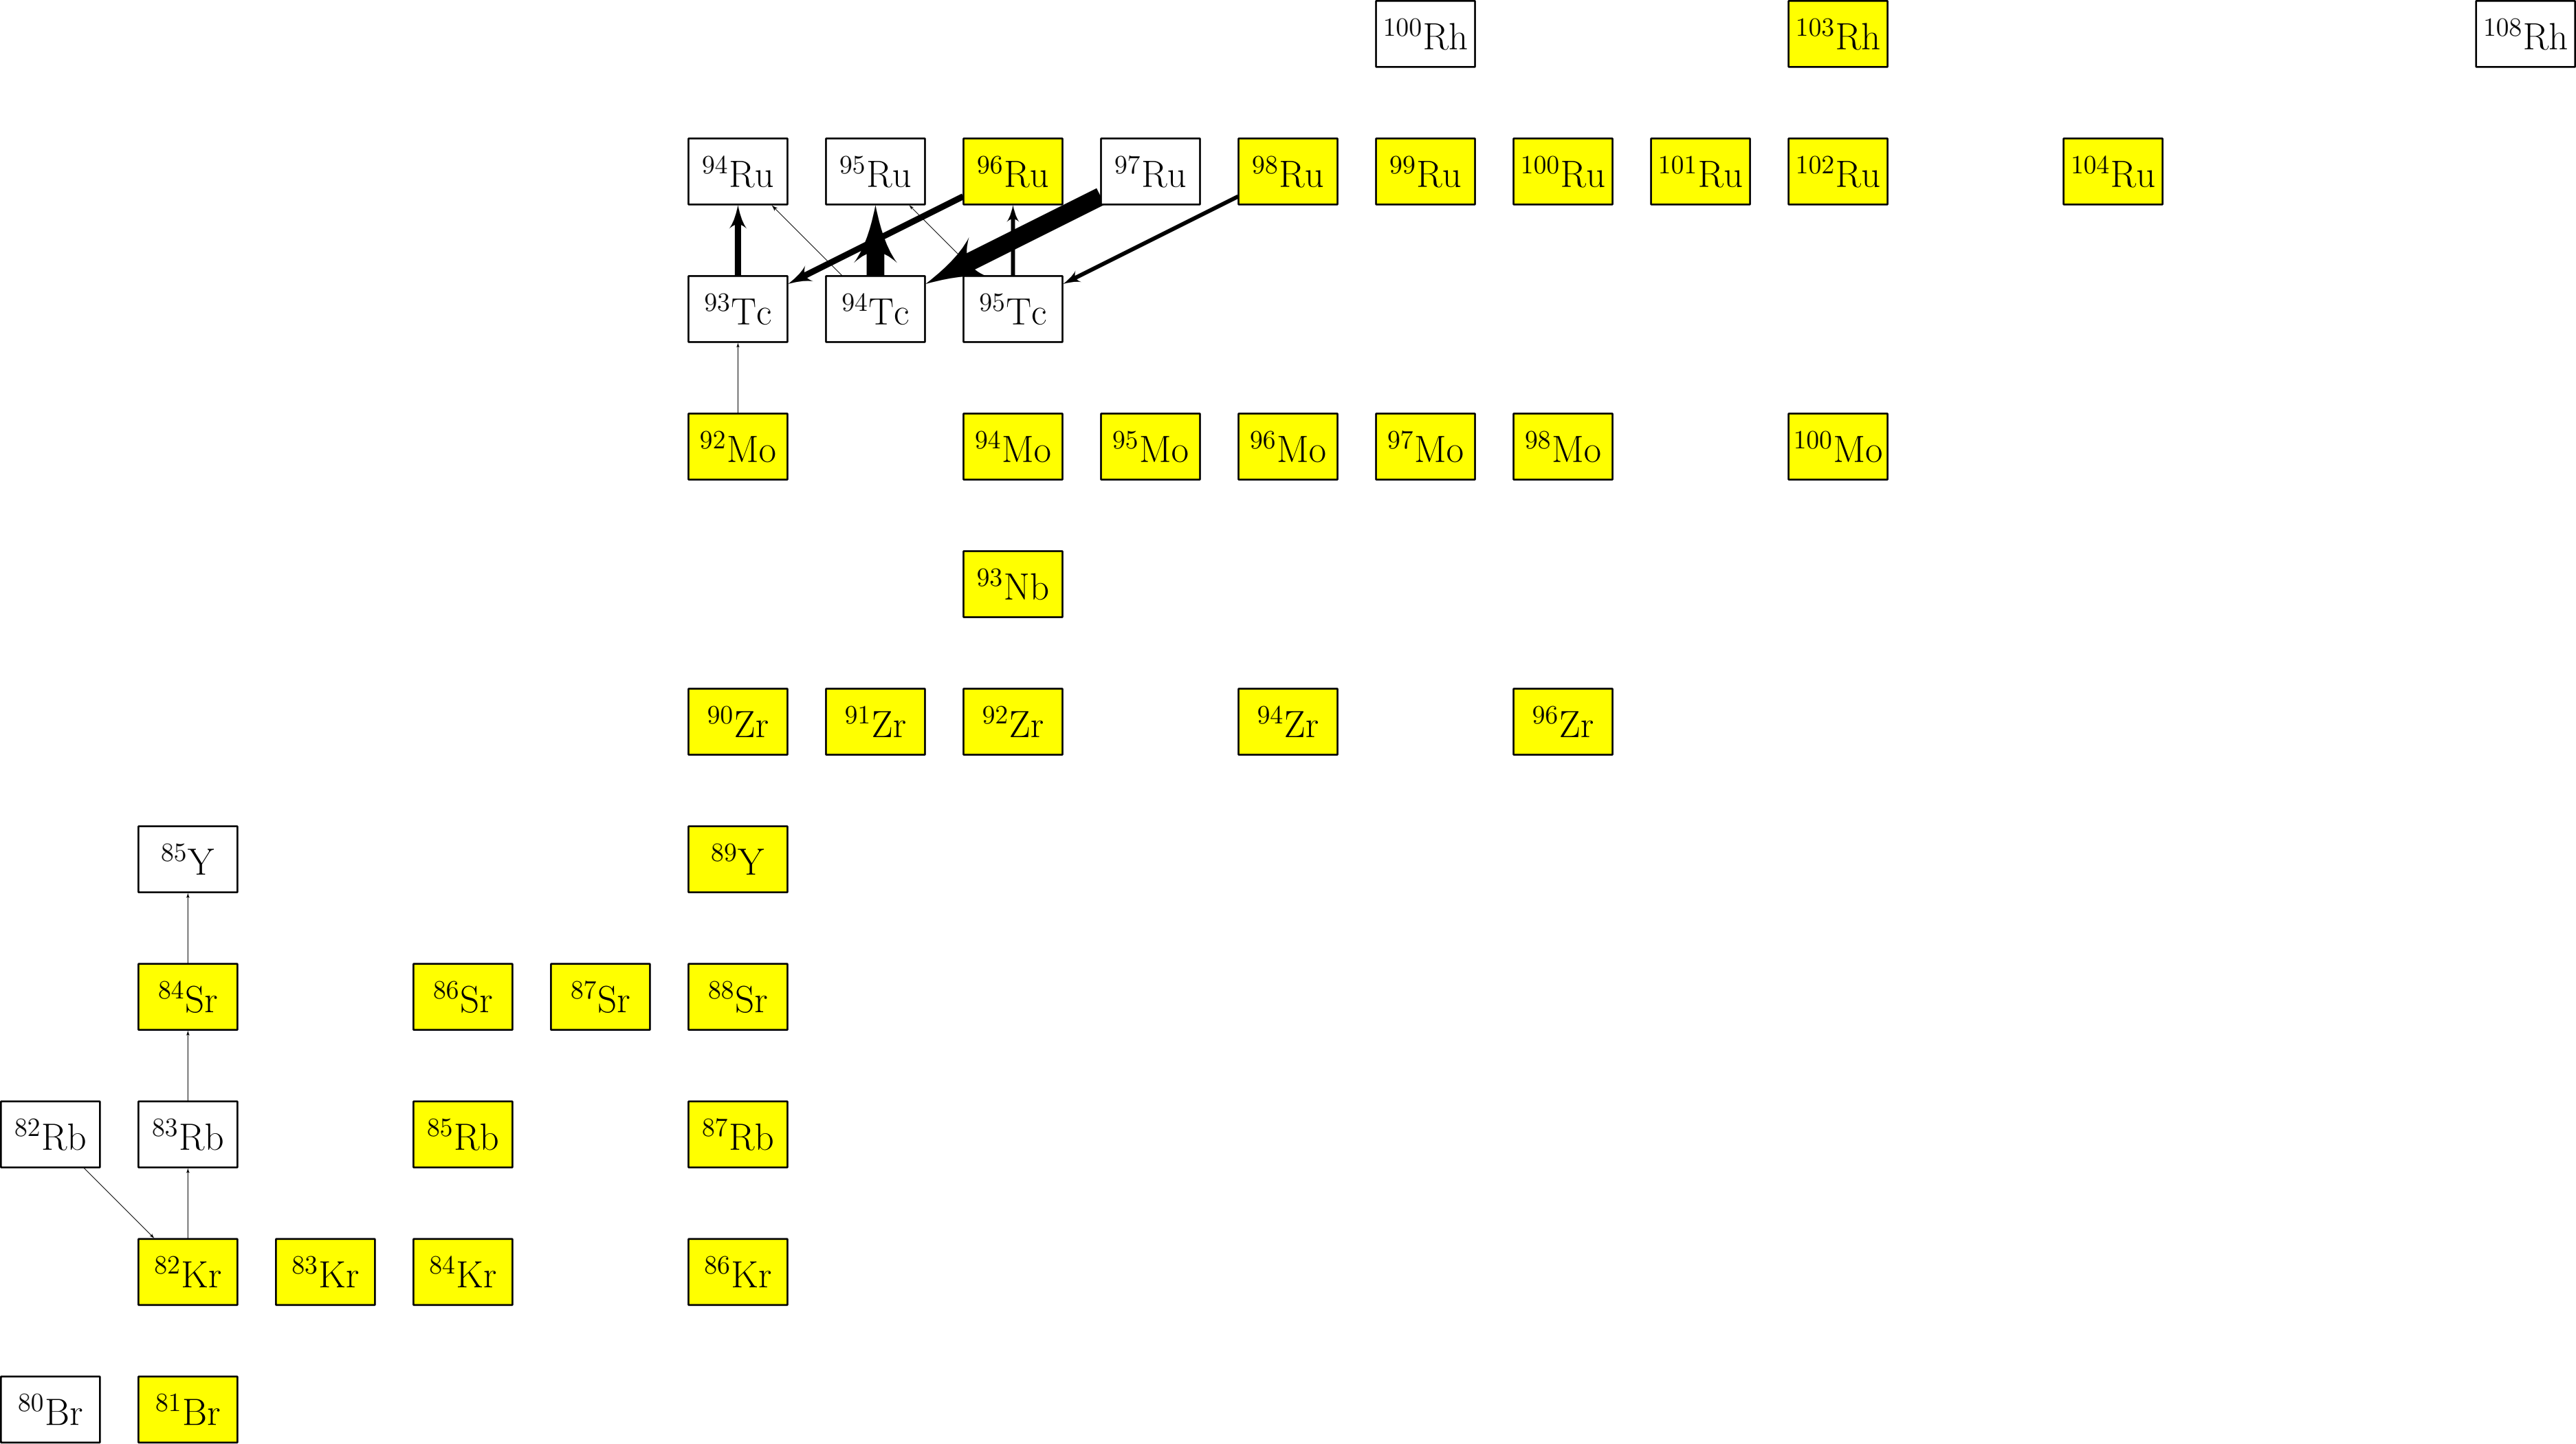 ¹⁰⁰Rh ¹⁰³Rh ¹⁰⁸Rh
⁹⁴Ru ⁹⁵Ru ⁹⁶Ru ⁹⁷Ru ⁹⁸Ru ⁹⁹Ru ¹⁰⁰Ru ¹⁰¹Ru ¹⁰²Ru ¹⁰⁴Ru
⁹³Tc ⁹⁴Tc ⁹⁵Tc
⁹²Mo ⁹⁴Mo ⁹⁵Mo ⁹⁶Mo ⁹⁷Mo ⁹⁸Mo ¹⁰⁰Mo
⁹³Nb
⁹⁰Zr ⁹¹Zr ⁹²Zr ⁹⁴Zr ⁹⁶Zr
⁸⁵Y ⁸⁹Y
⁸⁴Sr ⁸⁶Sr ⁸⁷Sr ⁸⁸Sr
⁸²Rb ⁸³Rb ⁸⁵Rb ⁸⁷Rb
⁸²Kr ⁸³Kr ⁸⁴Kr ⁸⁶Kr
⁸⁰Br ⁸¹Br